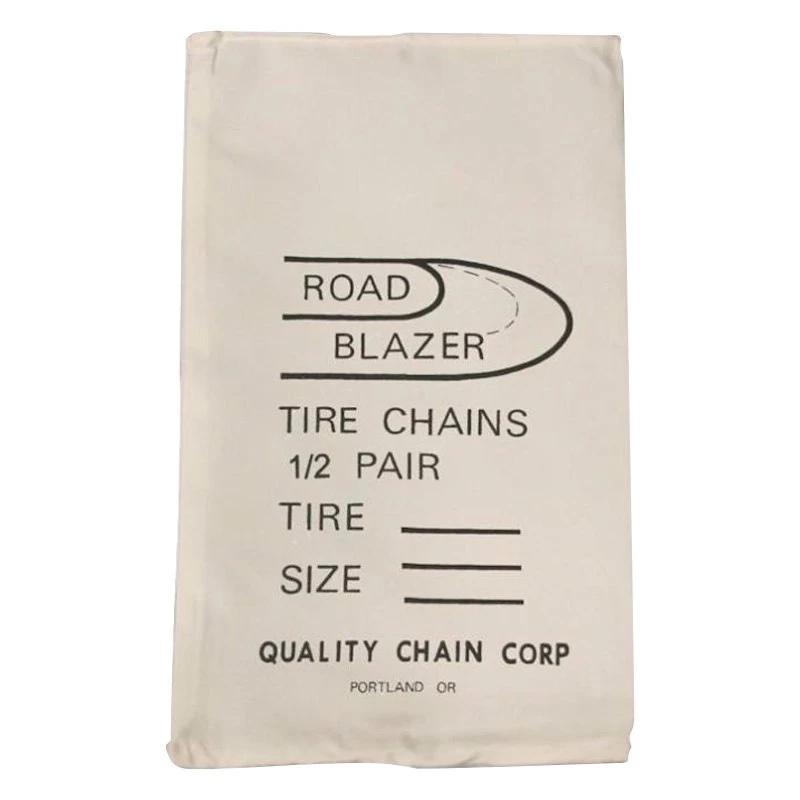 ROAD
BLAZER
TIRE CHAINS
1/2 PAIR
TIRE
SIZE
QUALITY CHAIN CORP
PORTLAND OR